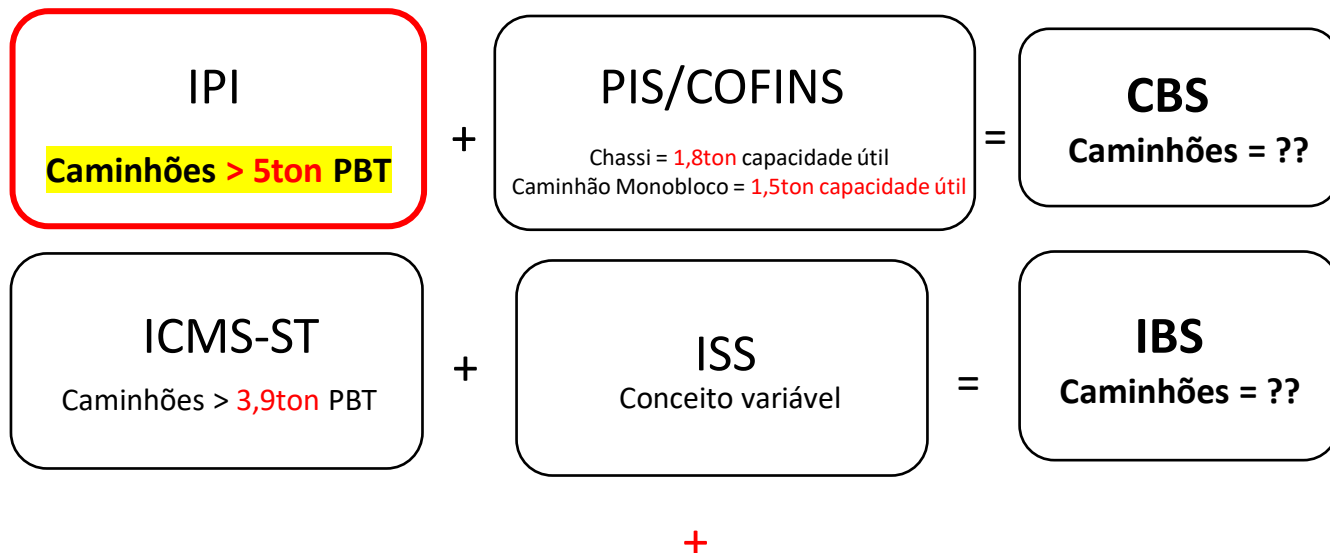 IPI
Caminhões > 5ton PBT
+
PIS/COFINS
Chassi = 1,8ton capacidade útil
Caminhão Monobloco = 1,5ton capacidade útil
=
CBS
Caminhões = ??
ICMS-ST
Caminhões > 3,9ton PBT
+
ISS
Conceito variável
=
IBS
Caminhões = ??
+